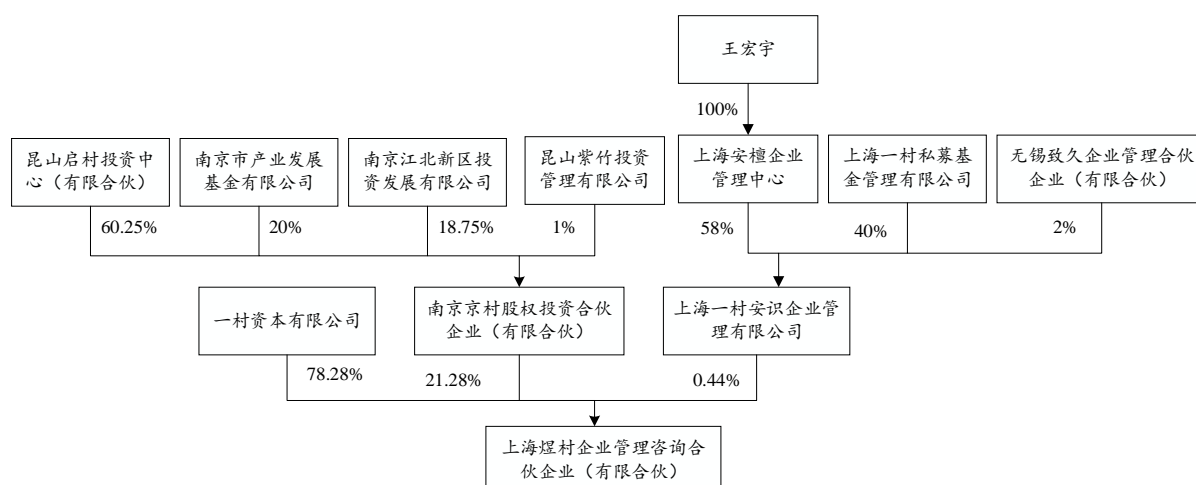 王宏宇
100%
昆山启村投资中
心（有限合伙）
南京市产业发展
基金有限公司
南京江北新区投
资发展有限公司
昆山紫竹投资
管理有限公司
上海安檀企业
管理中心
上海一村私募基
金管理有限公司
无锡致久企业管理合伙
企业（有限合伙）
60.25%
20%
18.75%
1%
58%
40%
2%
一村资本有限公司
南京京村股权投资合伙
企业（有限合伙）
上海一村安识企业管
理有限公司
78.28%
21.28%
0.44%
上海煜村企业管理咨询合
伙企业（有限合伙）